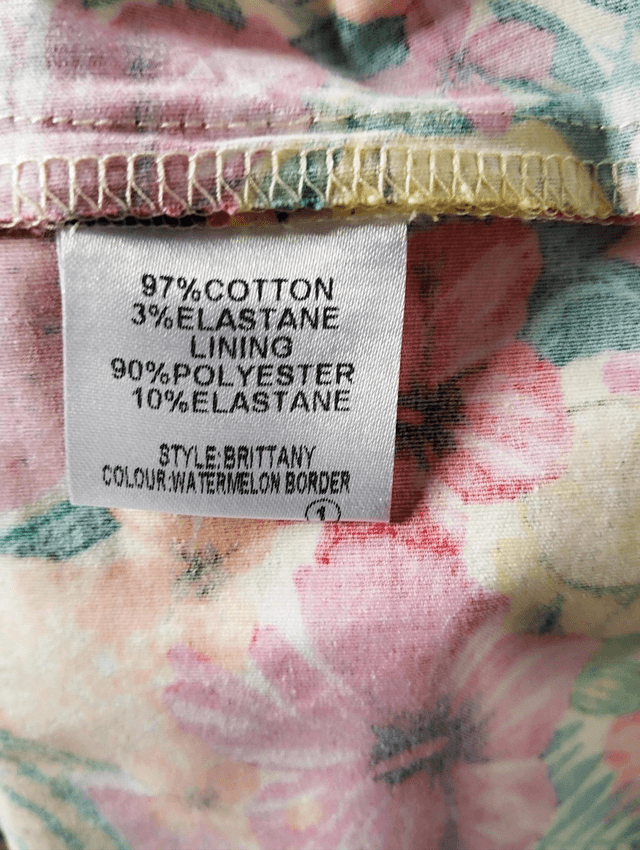 97%COTTON
3%ELASTANE
LINING
90%POLYESTER
10%ELASTANE
STYLE:BRITTANY
COLOUR:WATERMELON BORDER
1